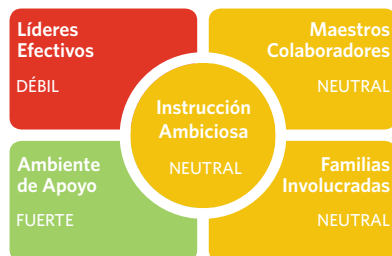 Líderes
Efectivos
DÉBIL
Maestros
Colaboradores
NEUTRAL
Instrucción
Ambiciosa
NEUTRAL
Ambiente
de Apoyo
FUERTE
Familias
Involucradas
NEUTRAL